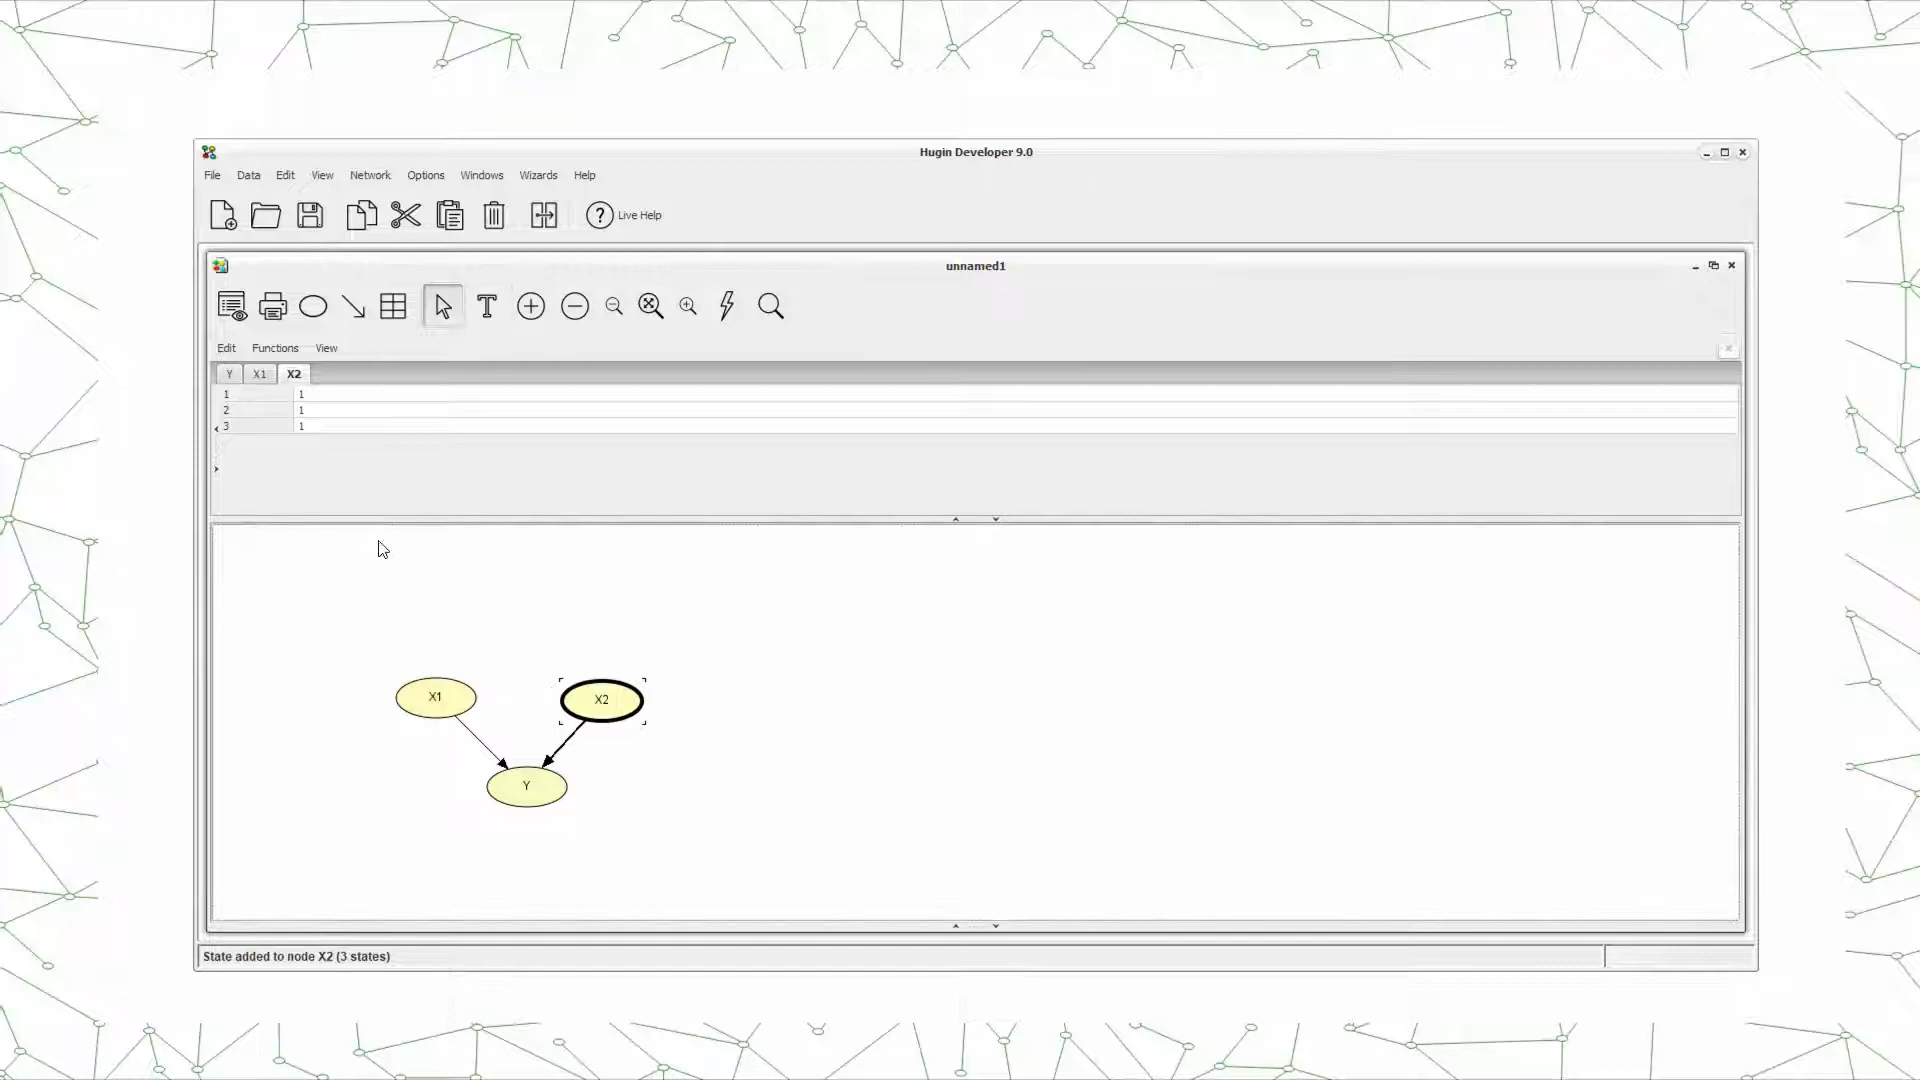 Hugin Developer 9.0
File Data Edit View Network Options Windows Wizards Help
? Live Help
unnamed1
T
Edit Functions View
Y X1 X2
1 1
2 1
3 1
X1 X2
Y
State added to node X2 (3 states)